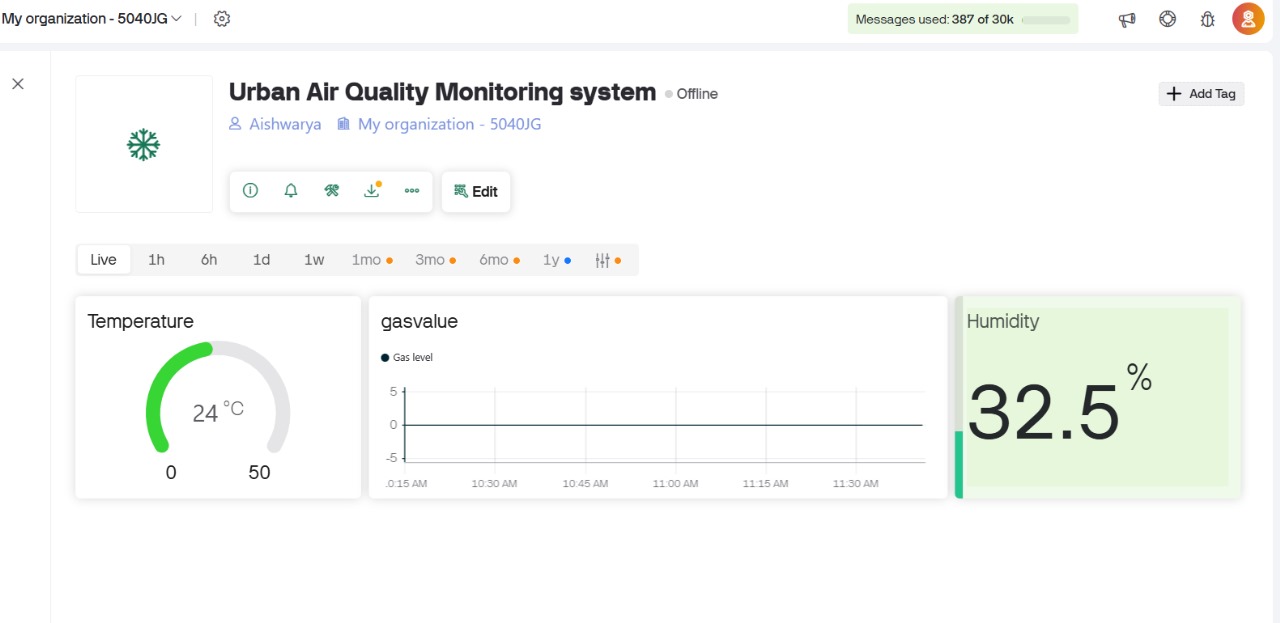 My organization - 5040JG
Messages used: 387 of 30k
Urban Air Quality Monitoring system
Offline
Add Tag
Aishwarya
My organization - 5040JG
Edit
Live 1h 6h 1d 1w 1mo 3mo 6mo 1y
Temperature
24 °C
0 50
gasvalue
Gas level
5
0
-5
.0:15 AM 10:30 AM 10:45 AM 11:00 AM 11:15 AM 11:30 AM
Humidity
32.5 %